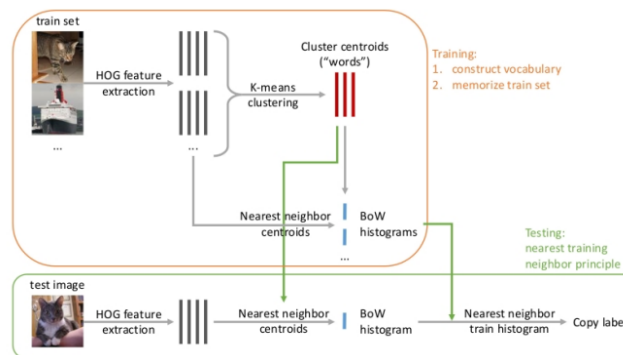 train set
HOG feature
extraction
...
...
K-means
clustering
Cluster centroids
("words")
Training:
1. construct vocabulary
2. memorize train set
Nearest neighbor
centroids
BoW
histograms
...
Testing:
nearest training
neighbor principle
test image
HOG feature
extraction
Nearest neighbor
centroids
BoW
histogram
Nearest neighbor
train histogram
Copy label